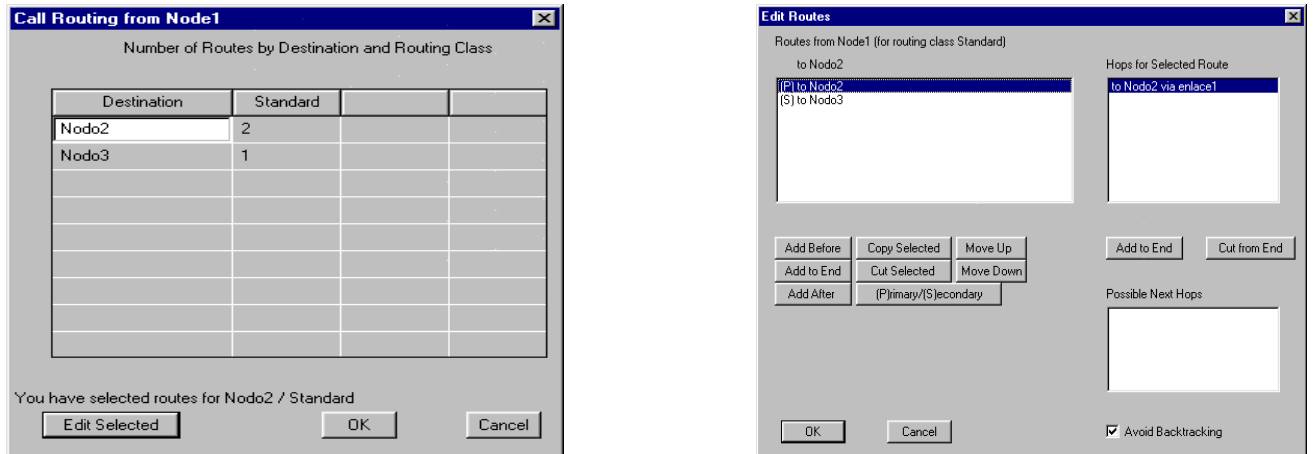 Call Routing from Node1
Number of Routes by Destination and Routing Class
Destination Standard
Nodo2 2
Nodo3 1
You have selected routes for Nodo2 / Standard
Edit Selected OK Cancel
Edit Routes
Routes from Node1 (for routing class Standard)
to Nodo2 Hops for Selected Route
(P) to Nodo2 to Nodo2 via enlace1
(S) to Nodo3
Add Before Copy Selected Move Up Add to End Cut from End
Add to End Cut Selected Move Down
Add After (P)rimary/(S)econdary Possible Next Hops
OK Cancel Avoid Backtracking